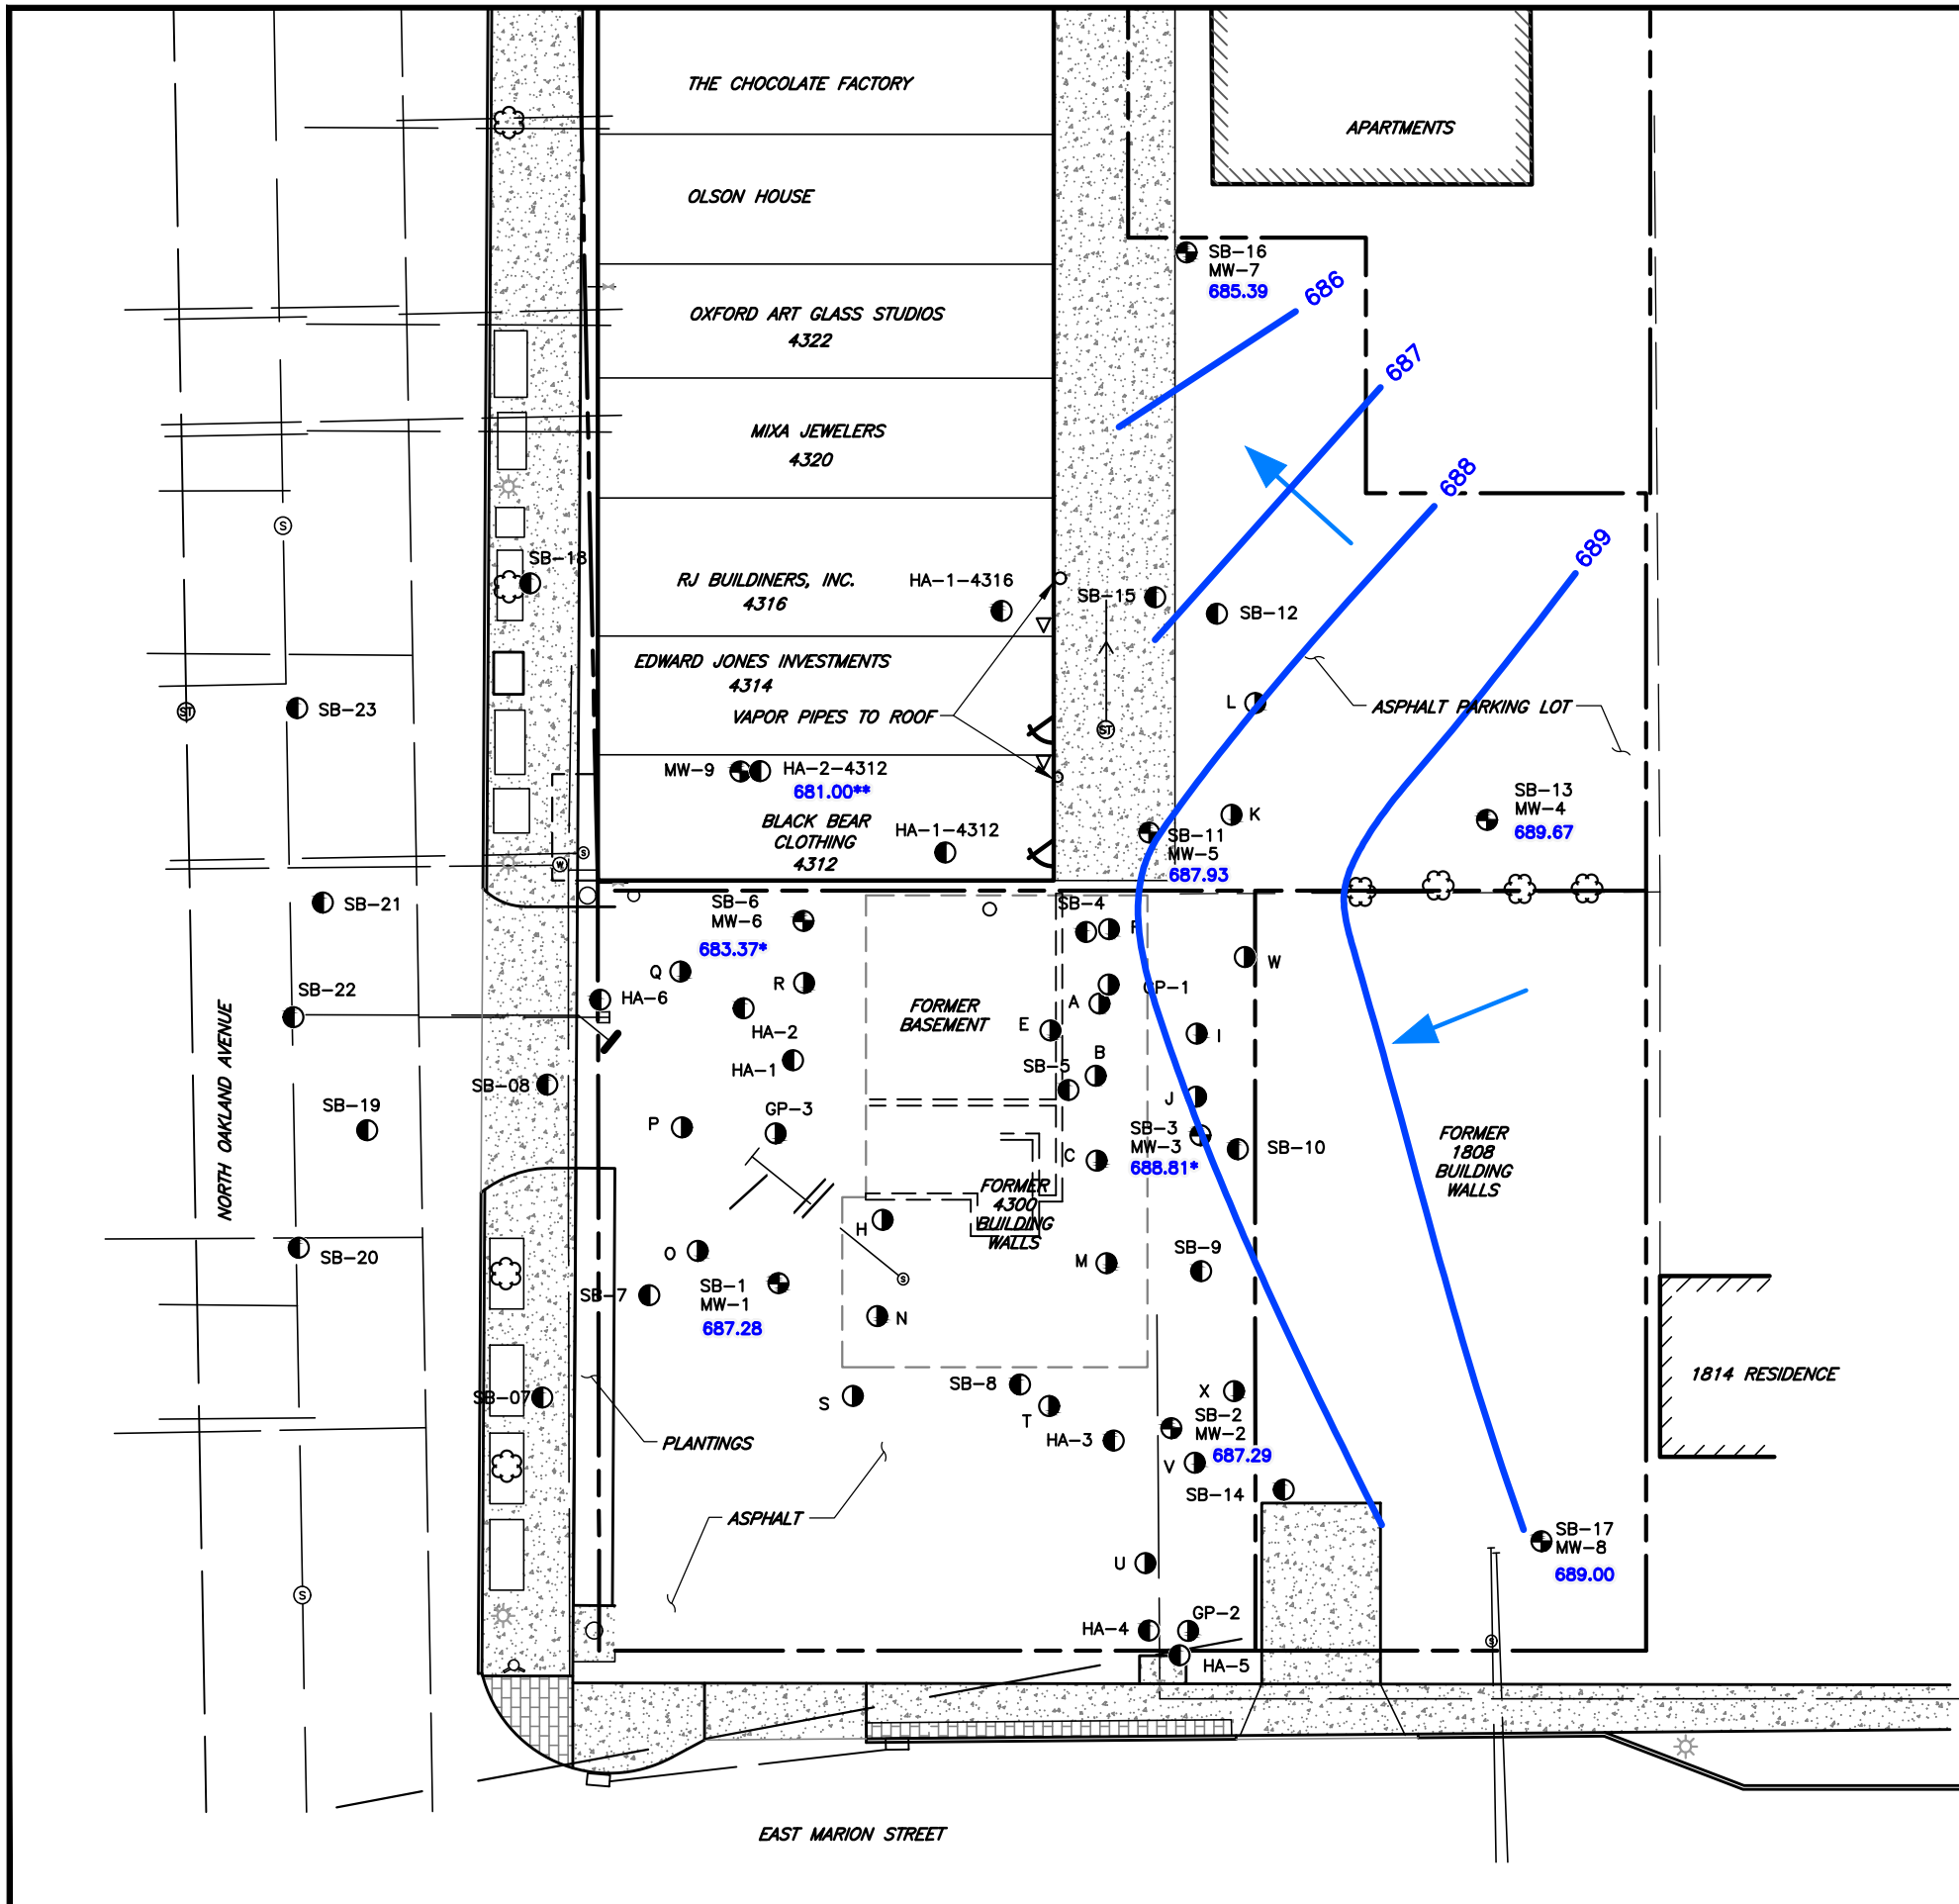 THE CHOCOLATE FACTORY
APARTMENTS
OLSON HOUSE
SB-16
MW-7
685.39
686
OXFORD ART GLASS STUDIOS
4322
687
MIXA JEWELERS
4320
688
S
689
SB-18
RJ BUILDINERS, INC.
4316
HA-1-4316
SB-15
SB-12
EDWARD JONES INVESTMENTS
4314
VAPOR PIPES TO ROOF
L
ASPHALT PARKING LOT
ST
SB-23
ST
MW-9
HA-2-4312
681.00**
BLACK BEAR
CLOTHING
4312
HA-1-4312
K
SB-13
MW-4
689.67
SB-11
MW-5
687.93
S
W
SB-21
SB-6
MW-6
683.37*
SB-4
F
Q
R
W
SB-22
HA-6
HA-2
FORMER
BASEMENT
A
GP-1
E
I
HA-1
SB-5
B
NORTH OAKLAND AVENUE
SB-08
SB-19
P
GP-3
J
SB-3
MW-3
688.81*
SB-10
C
FORMER
1808
BUILDING
WALLS
FORMER
4300
BUILDING
WALLS
H
O
M
SB-9
SB-20
S
SB-7
SB-1
MW-1
687.28
N
1814 RESIDENCE
SB-07
S
SB-8
T
X
SB-2
MW-2
687.29
HA-3
PLANTINGS
V
SB-14
ASPHALT
SB-17
MW-8
689.00
U
S
HA-4
GP-2
S
HA-5
EAST MARION STREET